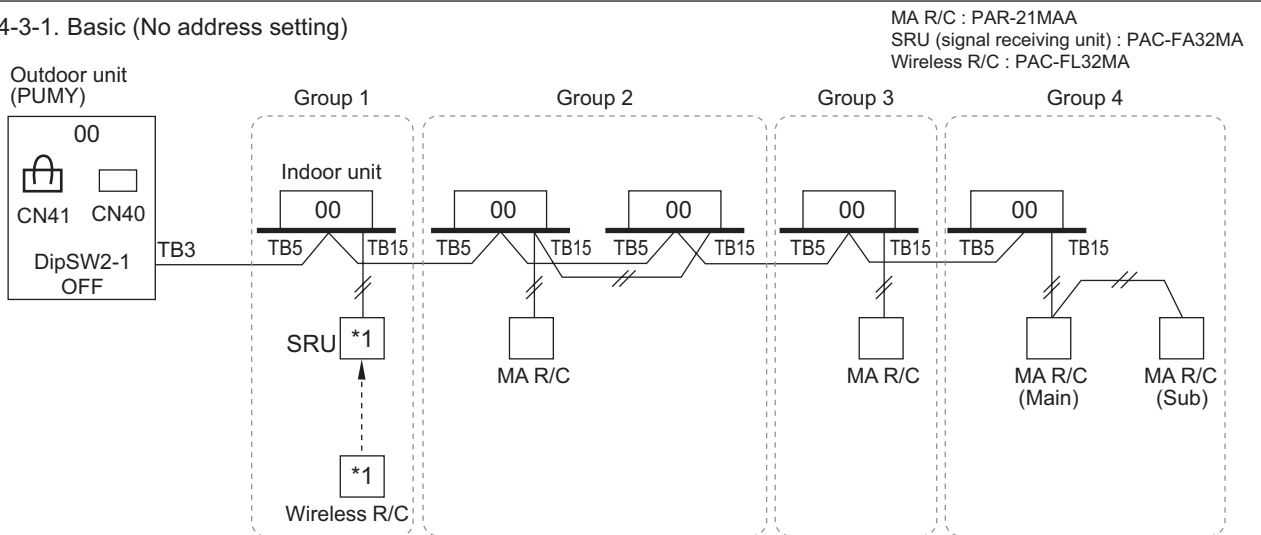 4-3-1. Basic (No address setting)
MA R/C : PAR-21MAA
SRU (signal receiving unit) : PAC-FA32MA
Wireless R/C : PAC-FL32MA
Outdoor unit
(PUMY)
00
CN41 CN40
DipSW2-1
OFF
TB3
Group 1
Indoor unit
00
TB5 TB15
SRU *1
*1
Wireless R/C
Group 2
00 00
TB5 TB15 TB5 TB15
MA R/C
Group 3
00
TB5 TB15
MA R/C
Group 4
00
TB5 TB15
MA R/C
(Main)
MA R/C
(Sub)